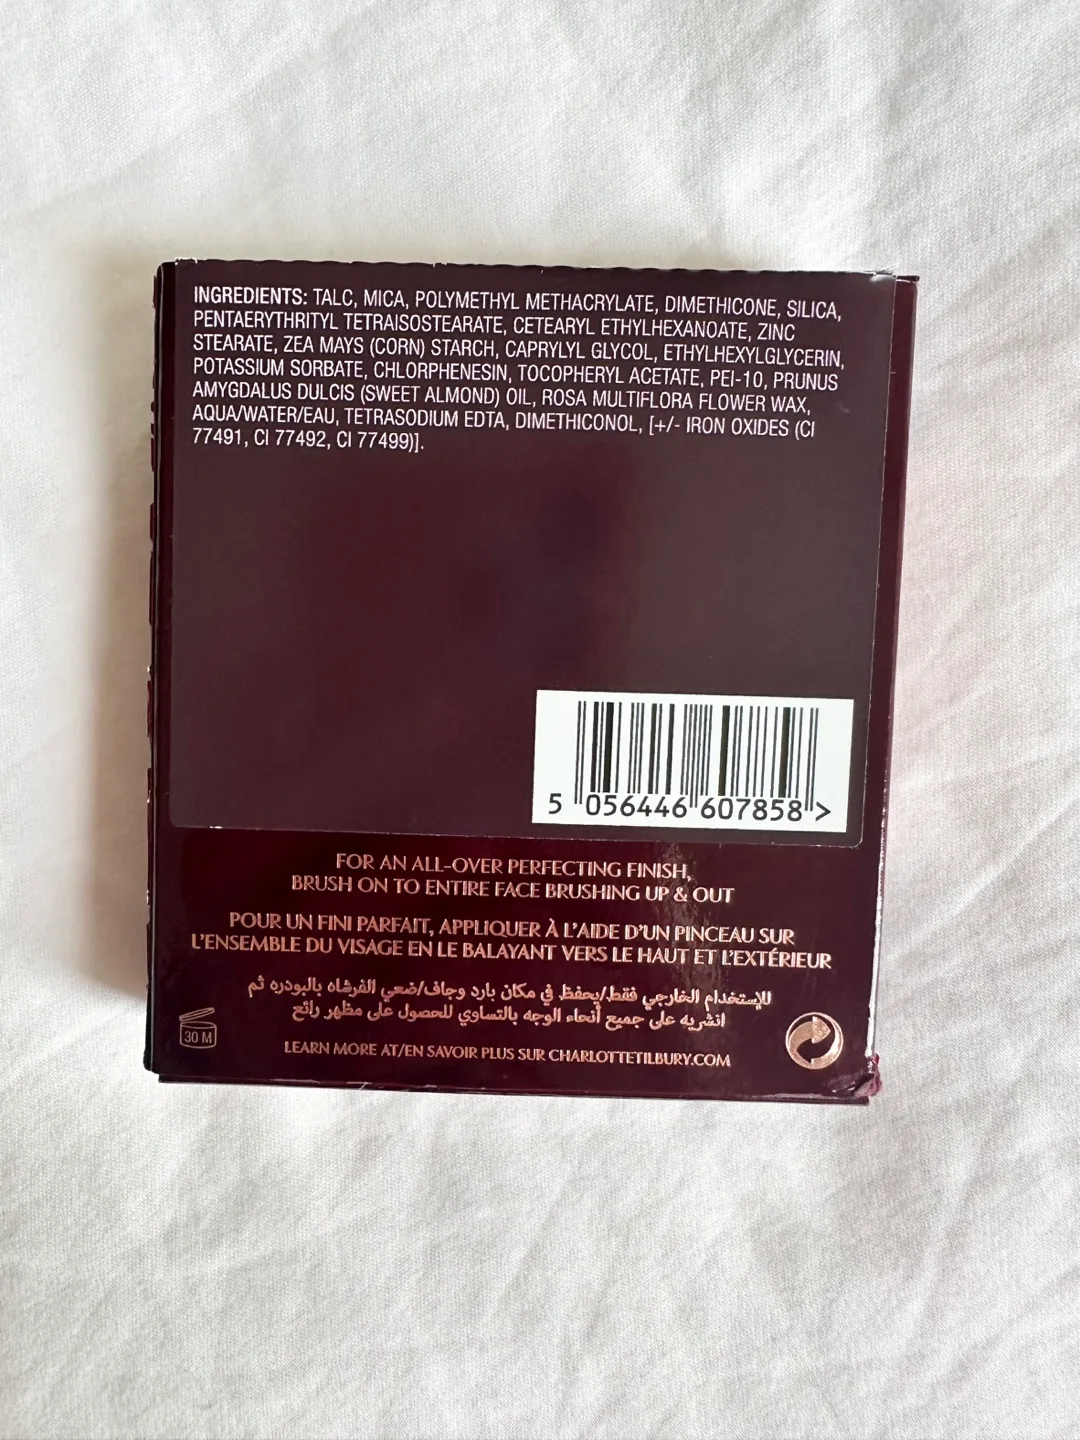 INGREDIENTS: TALC, MICA, POLYMETHYL METHACRYLATE, DIMETHICONE, SILICA,
PENTAERYTHRITYL TETRAISOSTEARATE, CETEARYL ETHYLHEXANOATE, ZINC
STEARATE, ZEA MAYS (CORN) STARCH, CAPRYLYL GLYCOL, ETHYLHEXYLGLYCERIN,
POTASSIUM SORBATE, CHLORPHENESIN, TOCOPHERYL ACETATE, PEI-10, PRUNUS
AMYGDALUS DULCIS (SWEET ALMOND) OIL, ROSA MULTIFLORA FLOWER WAX,
AQUA/WATER/EAU, TETRASODIUM EDTA, DIMETHICONOL, [+/- IRON OXIDES (CI
77491, CI 77492, CI 77499)].
5 056446 607858 >
FOR AN ALL-OVER PERFECTING FINISH,
BRUSH ON TO ENTIRE FACE BRUSHING UP & OUT
POUR UN FINI PARFAIT, APPLIQUER À L'AIDE D'UN PINCEAU SUR
L'ENSEMBLE DU VISAGE EN LE BALAYANT VERS LE HAUT ET L'EXTÉRIEUR
للإستخدام الخارجي فقط/يحفظ في مكان بارد وجاف/ضعي الفرشاه بالبودره ثم
انشريه على جميع أنحاء الوجه بالتساوي للحصول على مظهر رائع
30 M
LEARN MORE AT/EN SAVOIR PLUS SUR CHARLOTTETILBURY.COM